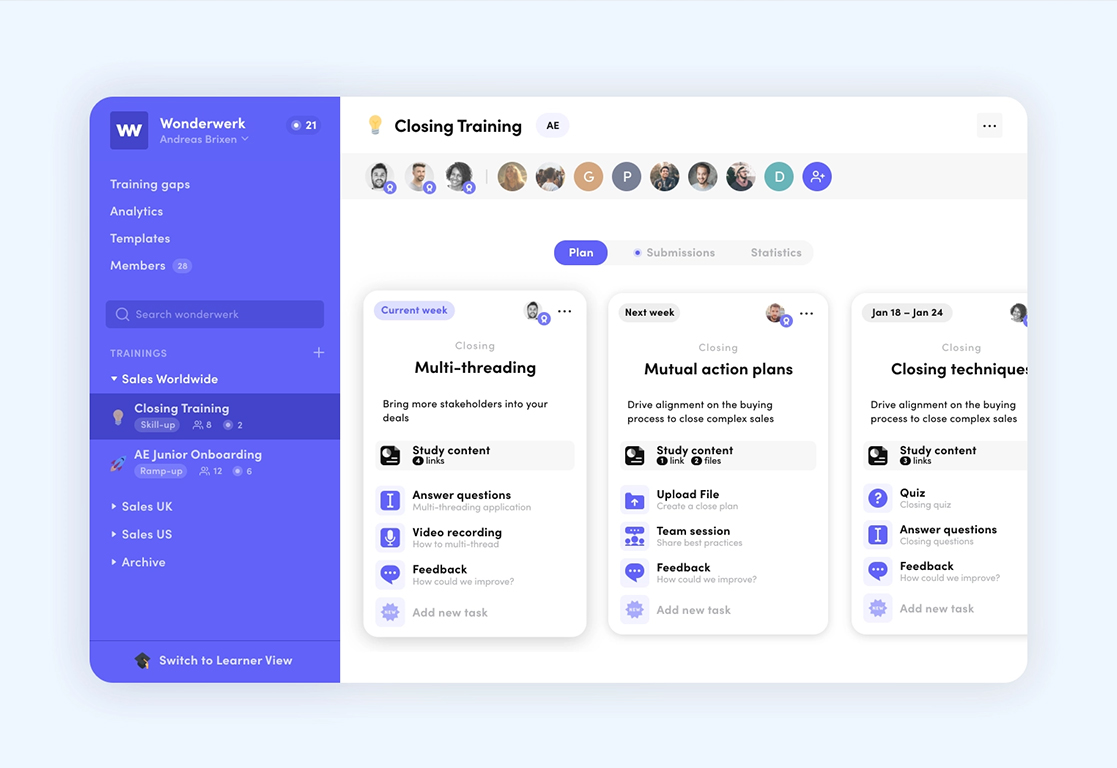 W
Wonderwerk
Andreas Brixen
21
Training gaps
Analytics
Templates
Members 28
Search wonderwerk
TRAININGS
Sales Worldwide
Closing Training
Skill-up 8 2
AE Junior Onboarding
Ramp-up 12 6
Sales UK
Sales US
Archive
Switch to Learner View
Closing Training AE
G P D
Plan Submissions Statistics
Current week
Closing
Multi-threading
Bring more stakeholders into your
deals
Study content
4 links
Answer questions
Multi-threading application
Video recording
How to multi-thread
Feedback
How could we improve?
NEW
Add new task
Next week
Closing
Mutual action plans
Drive alignment on the buying
process to close complex sales
Study content
1 link 2 files
Upload File
Create a close plan
Team session
Share best practices
Feedback
How could we improve?
NEW
Add new task
Jan 18 – Jan 24
Closing
Closing techniques
Drive alignment on the buying
process to close complex sales
Study content
3 links
?
Quiz
Closing quiz
Answer questions
Closing questions
Feedback
How could we improve?
NEW
Add new task